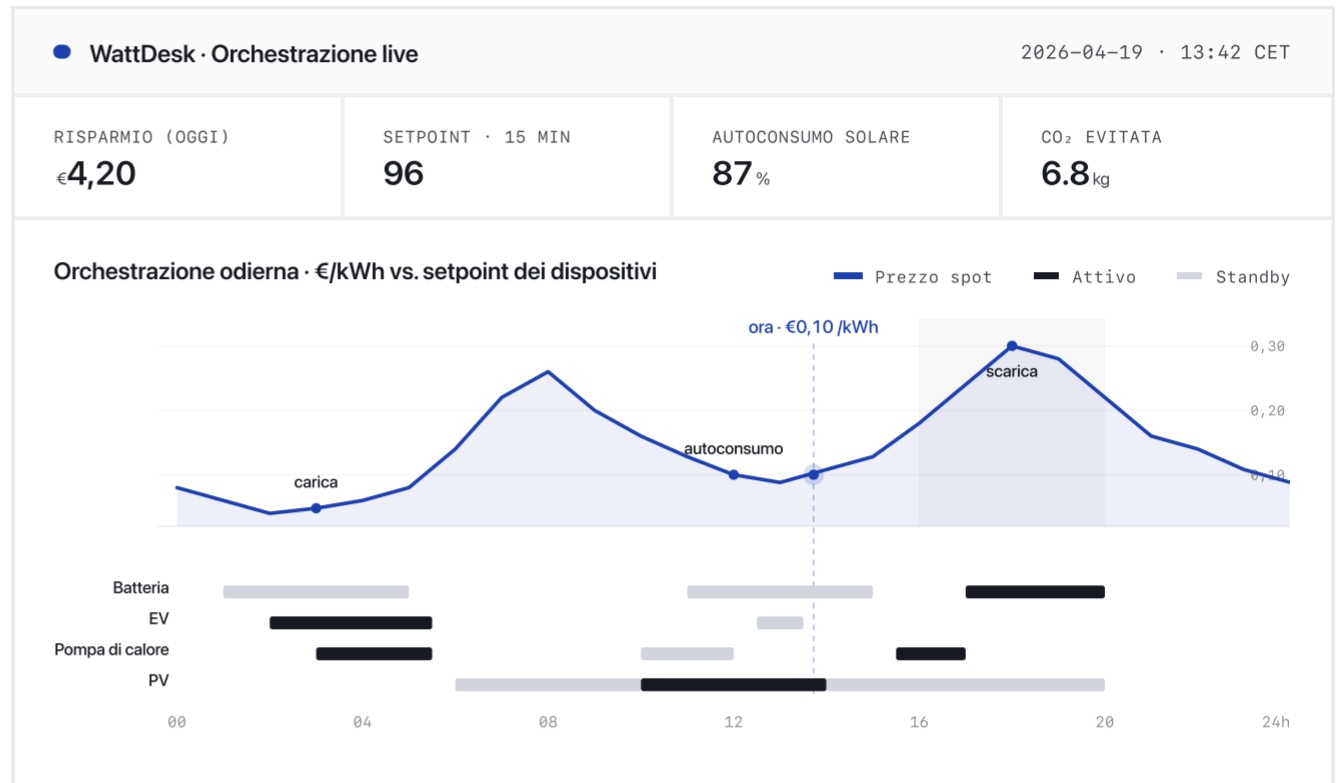 WattDesk · Orchestrazione live
2026-04-19 · 13:42 CET
RISPARMIO (OGGI)
€4,20
SETPOINT · 15 MIN
96
AUTOCONSUMO SOLARE
87 %
CO₂ EVITATA
6.8 kg
Orchestrazione odierna · €/kWh vs. setpoint dei dispositivi
Prezzo spot
Attivo
Standby
ora · €0,10 /kWh
0,30
scarica
0,20
autoconsumo
0,10
carica
Batteria
EV
Pompa di calore
PV
00 04 08 12 16 20 24h